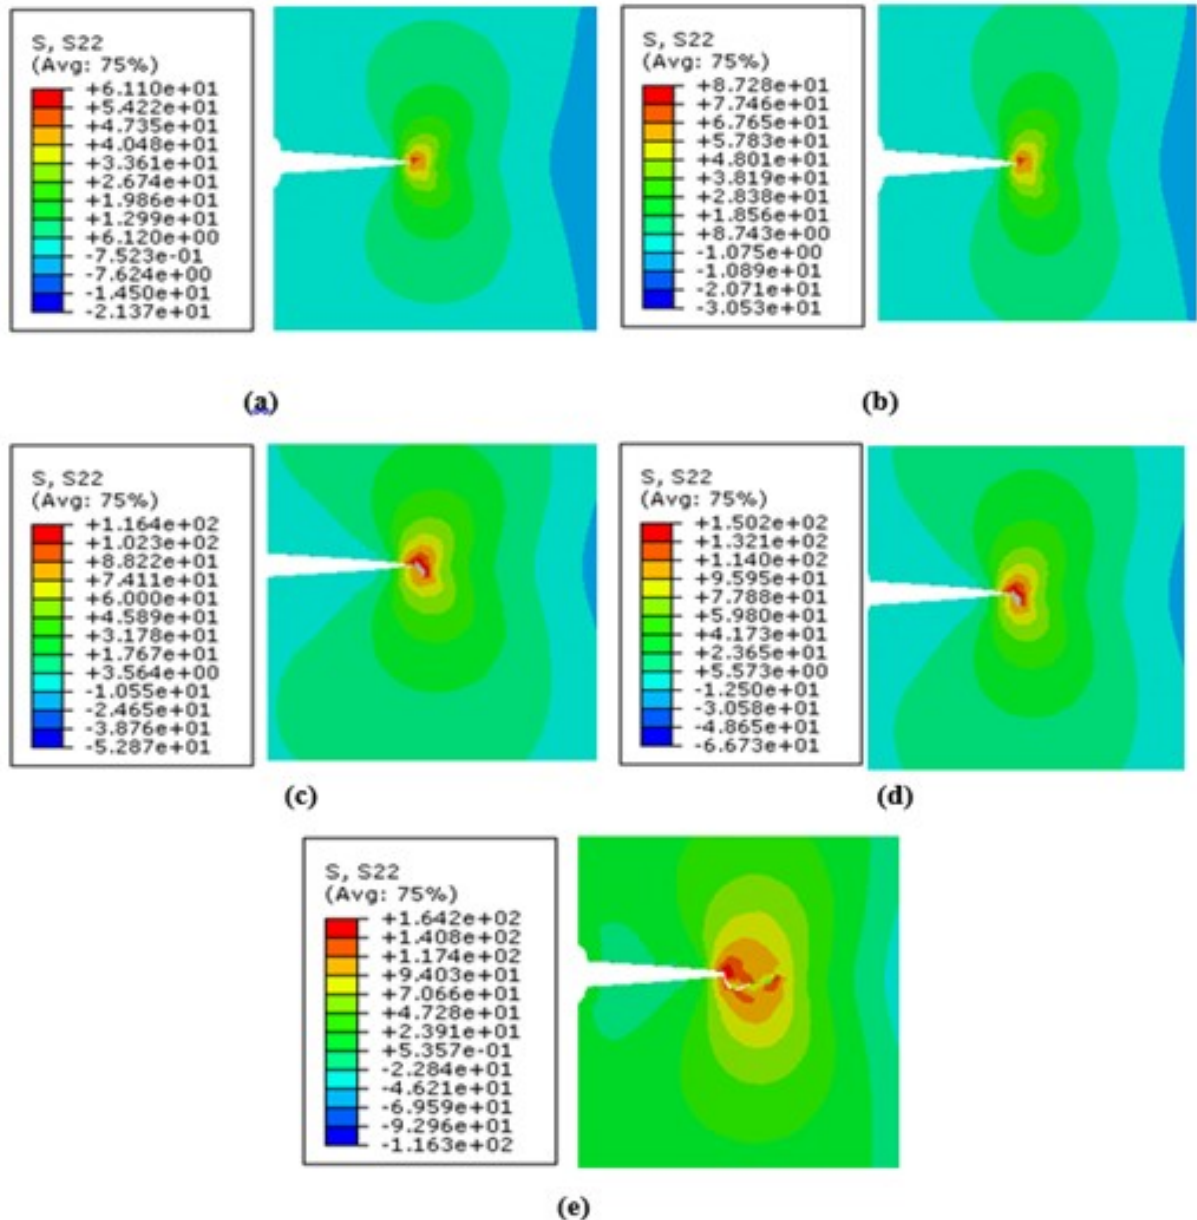 S, S22
(Avg: 75%)
+6.110e+01
+5.422e+01
+4.735e+01
+4.048e+01
+3.361e+01
+2.674e+01
+1.986e+01
+1.299e+01
+6.120e+00
-7.523e-01
-7.624e+00
-1.450e+01
-2.137e+01
(a)
S, S22
(Avg: 75%)
+8.728e+01
+7.746e+01
+6.765e+01
+5.783e+01
+4.801e+01
+3.819e+01
+2.838e+01
+1.856e+01
+8.743e+00
-1.075e+00
-1.089e+01
-2.071e+01
-3.053e+01
(b)
S, S22
(Avg: 75%)
+1.164e+02
+1.023e+02
+8.822e+01
+7.411e+01
+6.000e+01
+4.589e+01
+3.178e+01
+1.767e+01
+3.564e+00
-1.055e+01
-2.465e+01
-3.876e+01
-5.287e+01
(c)
S, S22
(Avg: 75%)
+1.502e+02
+1.321e+02
+1.140e+02
+9.595e+01
+7.788e+01
+5.980e+01
+4.173e+01
+2.365e+01
+5.573e+00
-1.250e+01
-3.058e+01
-4.865e+01
-6.673e+01
(d)
S, S22
(Avg: 75%)
+1.642e+02
+1.408e+02
+1.174e+02
+9.403e+01
+7.066e+01
+4.728e+01
+2.391e+01
+5.357e-01
-2.284e+01
-4.621e+01
-6.959e+01
-9.296e+01
-1.163e+02
(e)